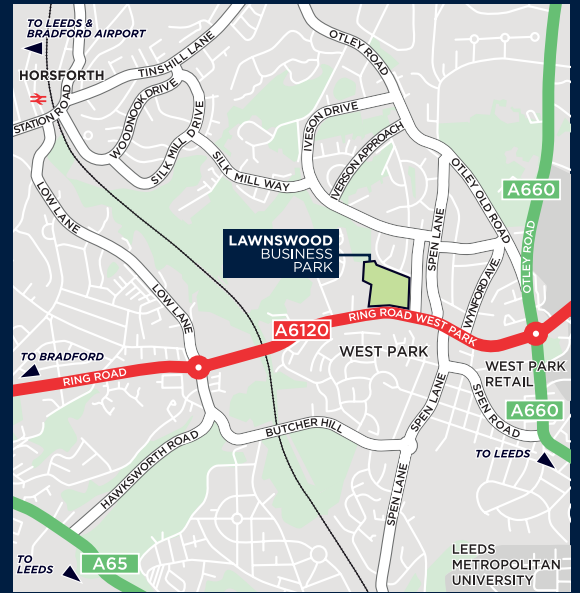 TO LEEDS &
BRADFORD AIRPORT
HORSFORTH
STATION ROAD
TINSHILL LANE
WOODNOOK DRIVE
SILK MILL DRIVE
SILK MILL WAY
OTLEY ROAD
IVESON DRIVE
IVERSON APPROACH
OTLEY OLD ROAD
A660
OTLEY ROAD
LOW LANE
SPEN LANE
WYNFORD AVE.
LAWNSWOOD
BUSINESS
PARK
LOW LANE
A6120
RING ROAD WEST PARK
WEST PARK
WEST PARK
RETAIL
TO BRADFORD
RING ROAD
A660
SPEN ROAD
SPEN LANE
BUTCHER HILL
HAWKSWORTH ROAD
TO LEEDS
SPEN LANE
TO
LEEDS
A65
LEEDS
METROPOLITAN
UNIVERSITY